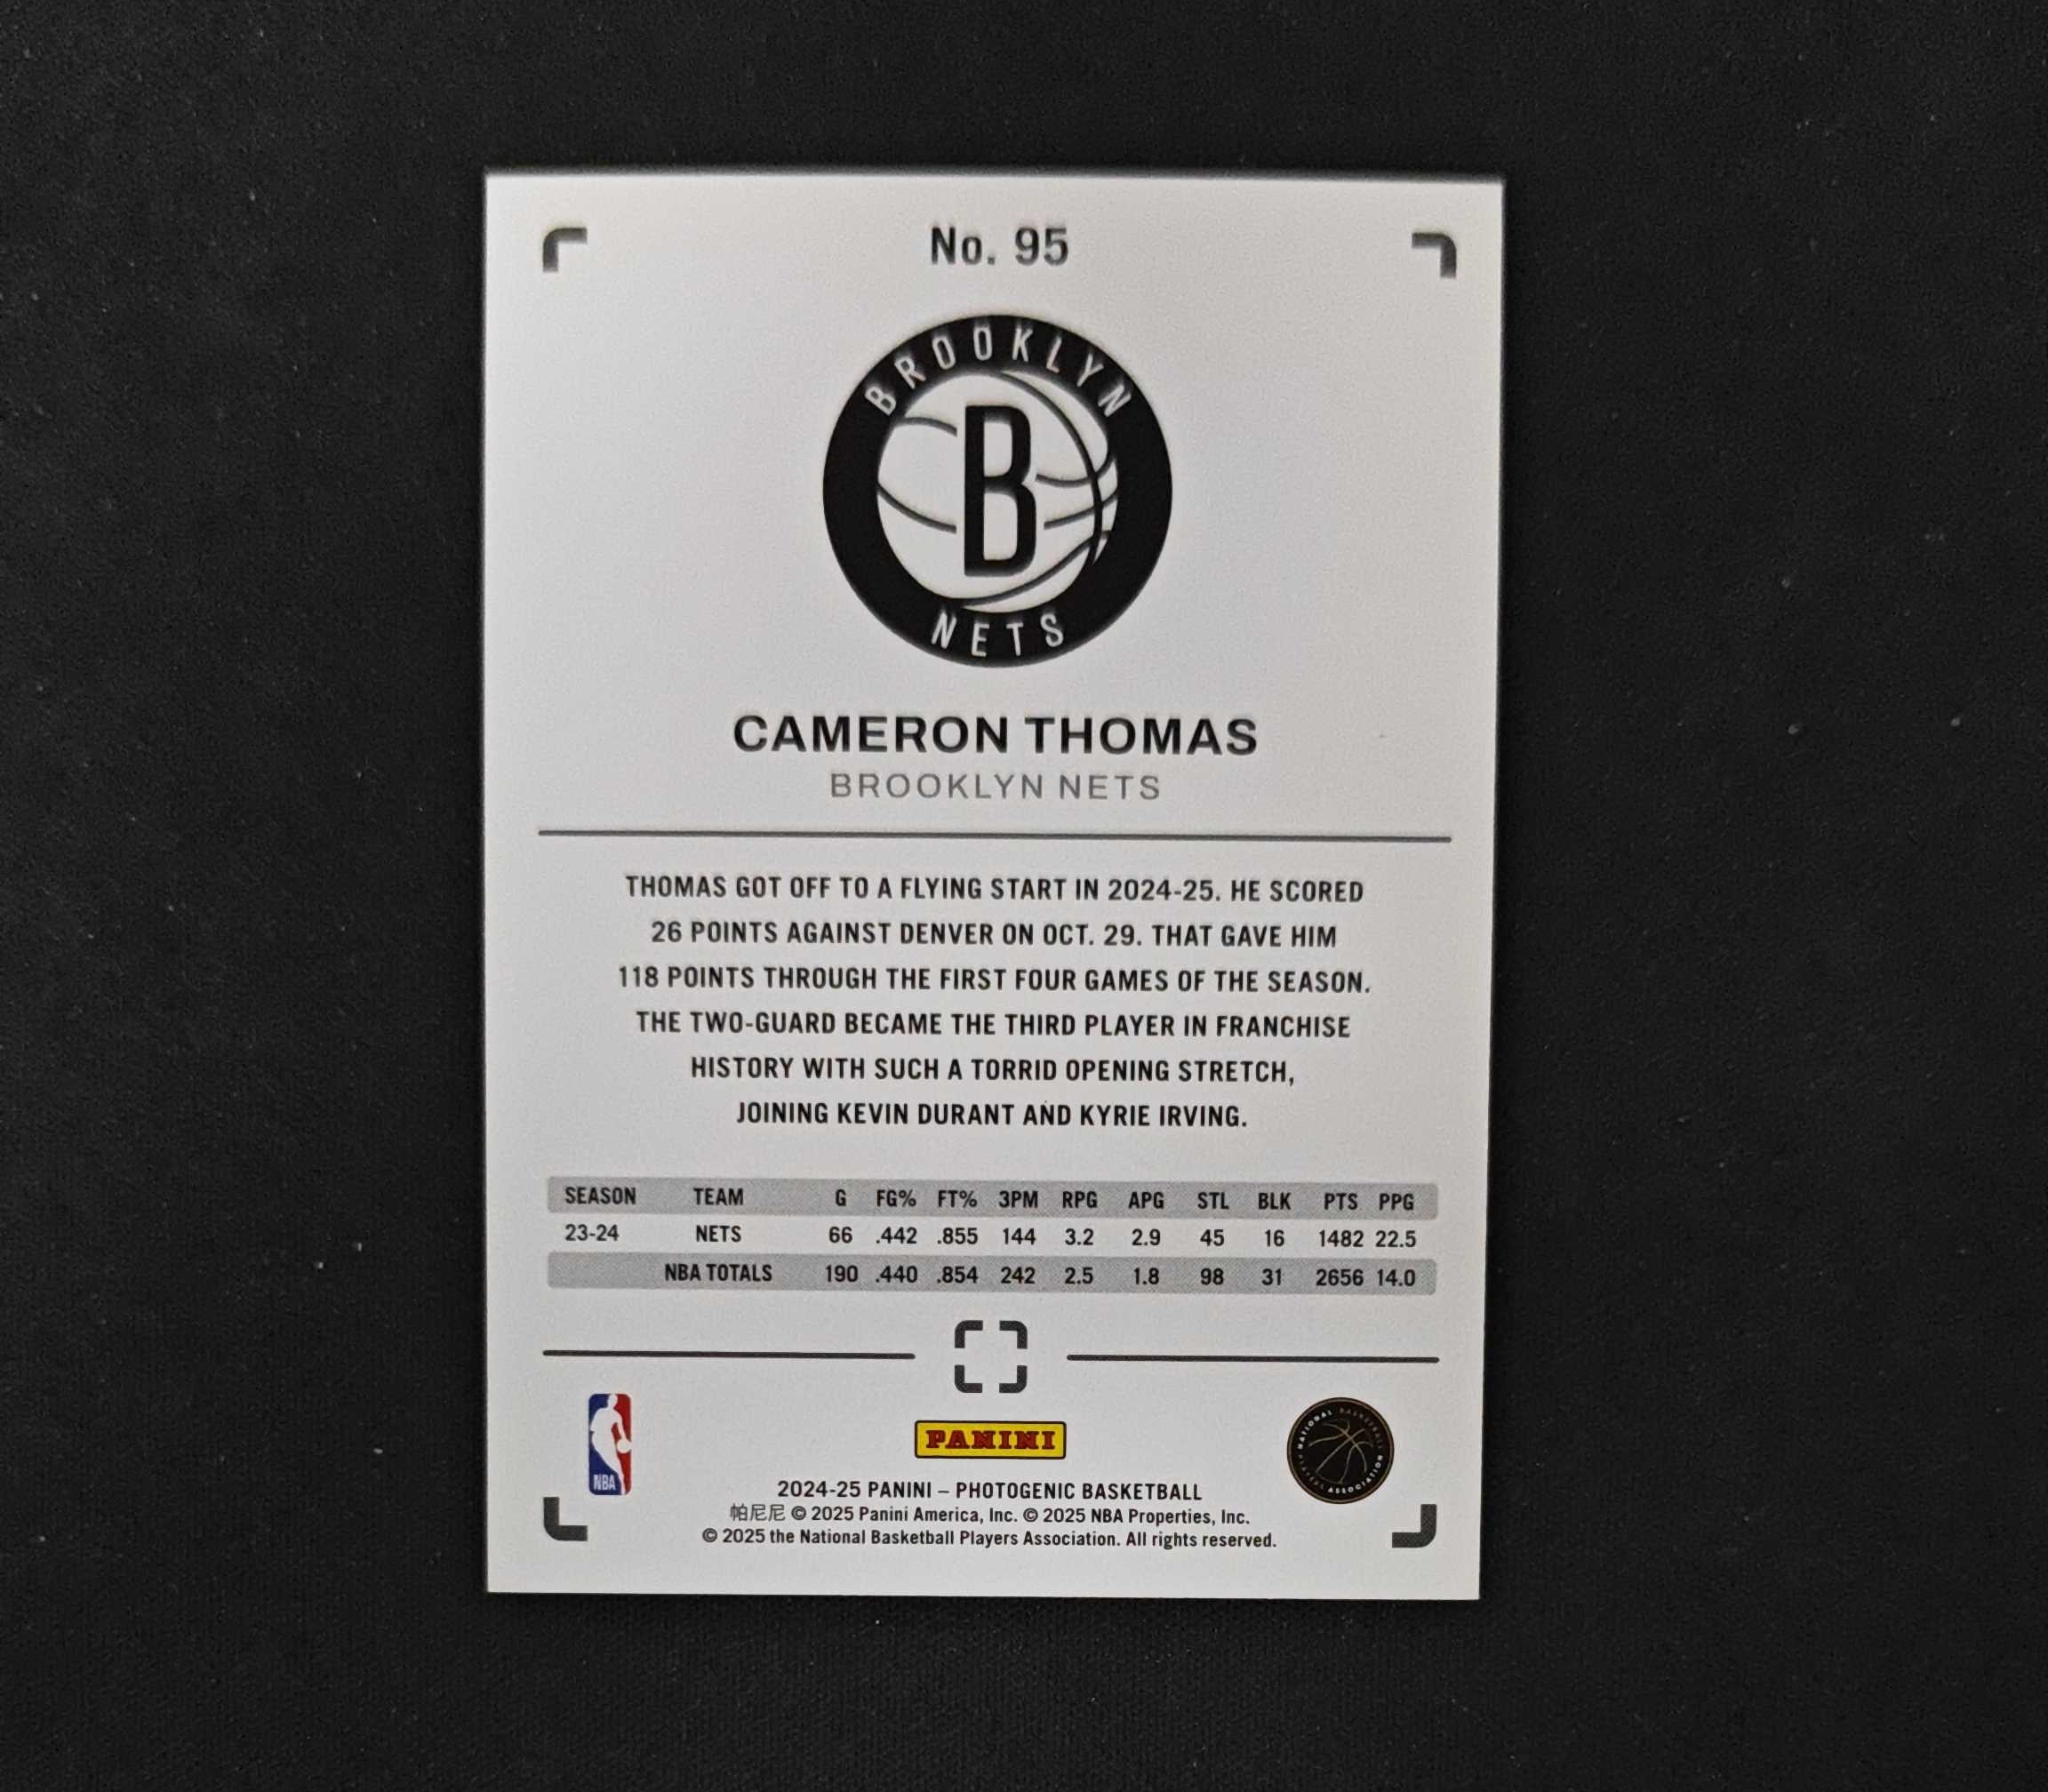 No. 95
BROOKLYN
B
NETS
CAMERON THOMAS
BROOKLYN NETS
THOMAS GOT OFF TO A FLYING START IN 2024-25. HE SCORED
26 POINTS AGAINST DENVER ON OCT. 29. THAT GAVE HIM
118 POINTS THROUGH THE FIRST FOUR GAMES OF THE SEASON.
THE TWO-GUARD BECAME THE THIRD PLAYER IN FRANCHISE
HISTORY WITH SUCH A TORRID OPENING STRETCH,
JOINING KEVIN DURANT AND KYRIE IRVING.
SEASON TEAM G FG% FT% 3PM RPG APG STL BLK PTS PPG
23-24 NETS 66 .442 .855 144 3.2 2.9 45 16 1482 22.5
NBA TOTALS 190 .440 .854 242 2.5 1.8 98 31 2656 14.0
NBA
PANINI
NATIONAL BASKETBALL PLAYERS ASSOCIATION
2024-25 PANINI – PHOTOGENIC BASKETBALL
帕尼尼 © 2025 Panini America, Inc. © 2025 NBA Properties, Inc.
© 2025 the National Basketball Players Association. All rights reserved.